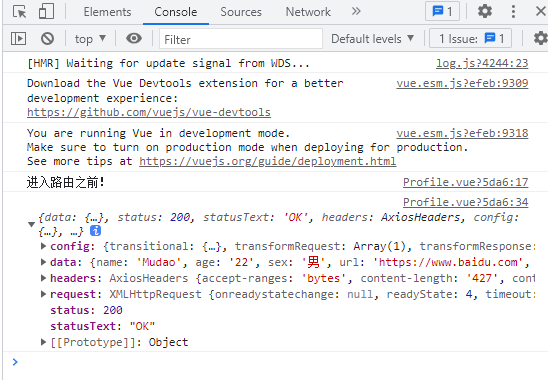 Elements Console Sources Network » 1
top Filter Default levels 1 Issue: 1
[HMR] Waiting for update signal from WDS... log.js?4244:23
Download the Vue Devtools extension for a better vue.esm.js?efeb:9309
development experience:
https://github.com/vuejs/vue-devtools
You are running Vue in development mode. vue.esm.js?efeb:9318
Make sure to turn on production mode when deploying for production.
See more tips at https://vuejs.org/guide/deployment.html
进入路由之前! Profile.vue?5da6:17
Profile.vue?5da6:34
{data: {…}, status: 200, statusText: 'OK', headers: AxiosHeaders, config:
{…}, …} i
config: {transitional: {…}, transformRequest: Array(1), transformResponse:
data: {name: 'Mudao', age: '22', sex: '男', url: 'https://www.baidu.com',
headers: AxiosHeaders {accept-ranges: 'bytes', content-length: '427', cont
request: XMLHttpRequest {onreadystatechange: null, readyState: 4, timeout:
status: 200
statusText: "OK"
[[Prototype]]: Object